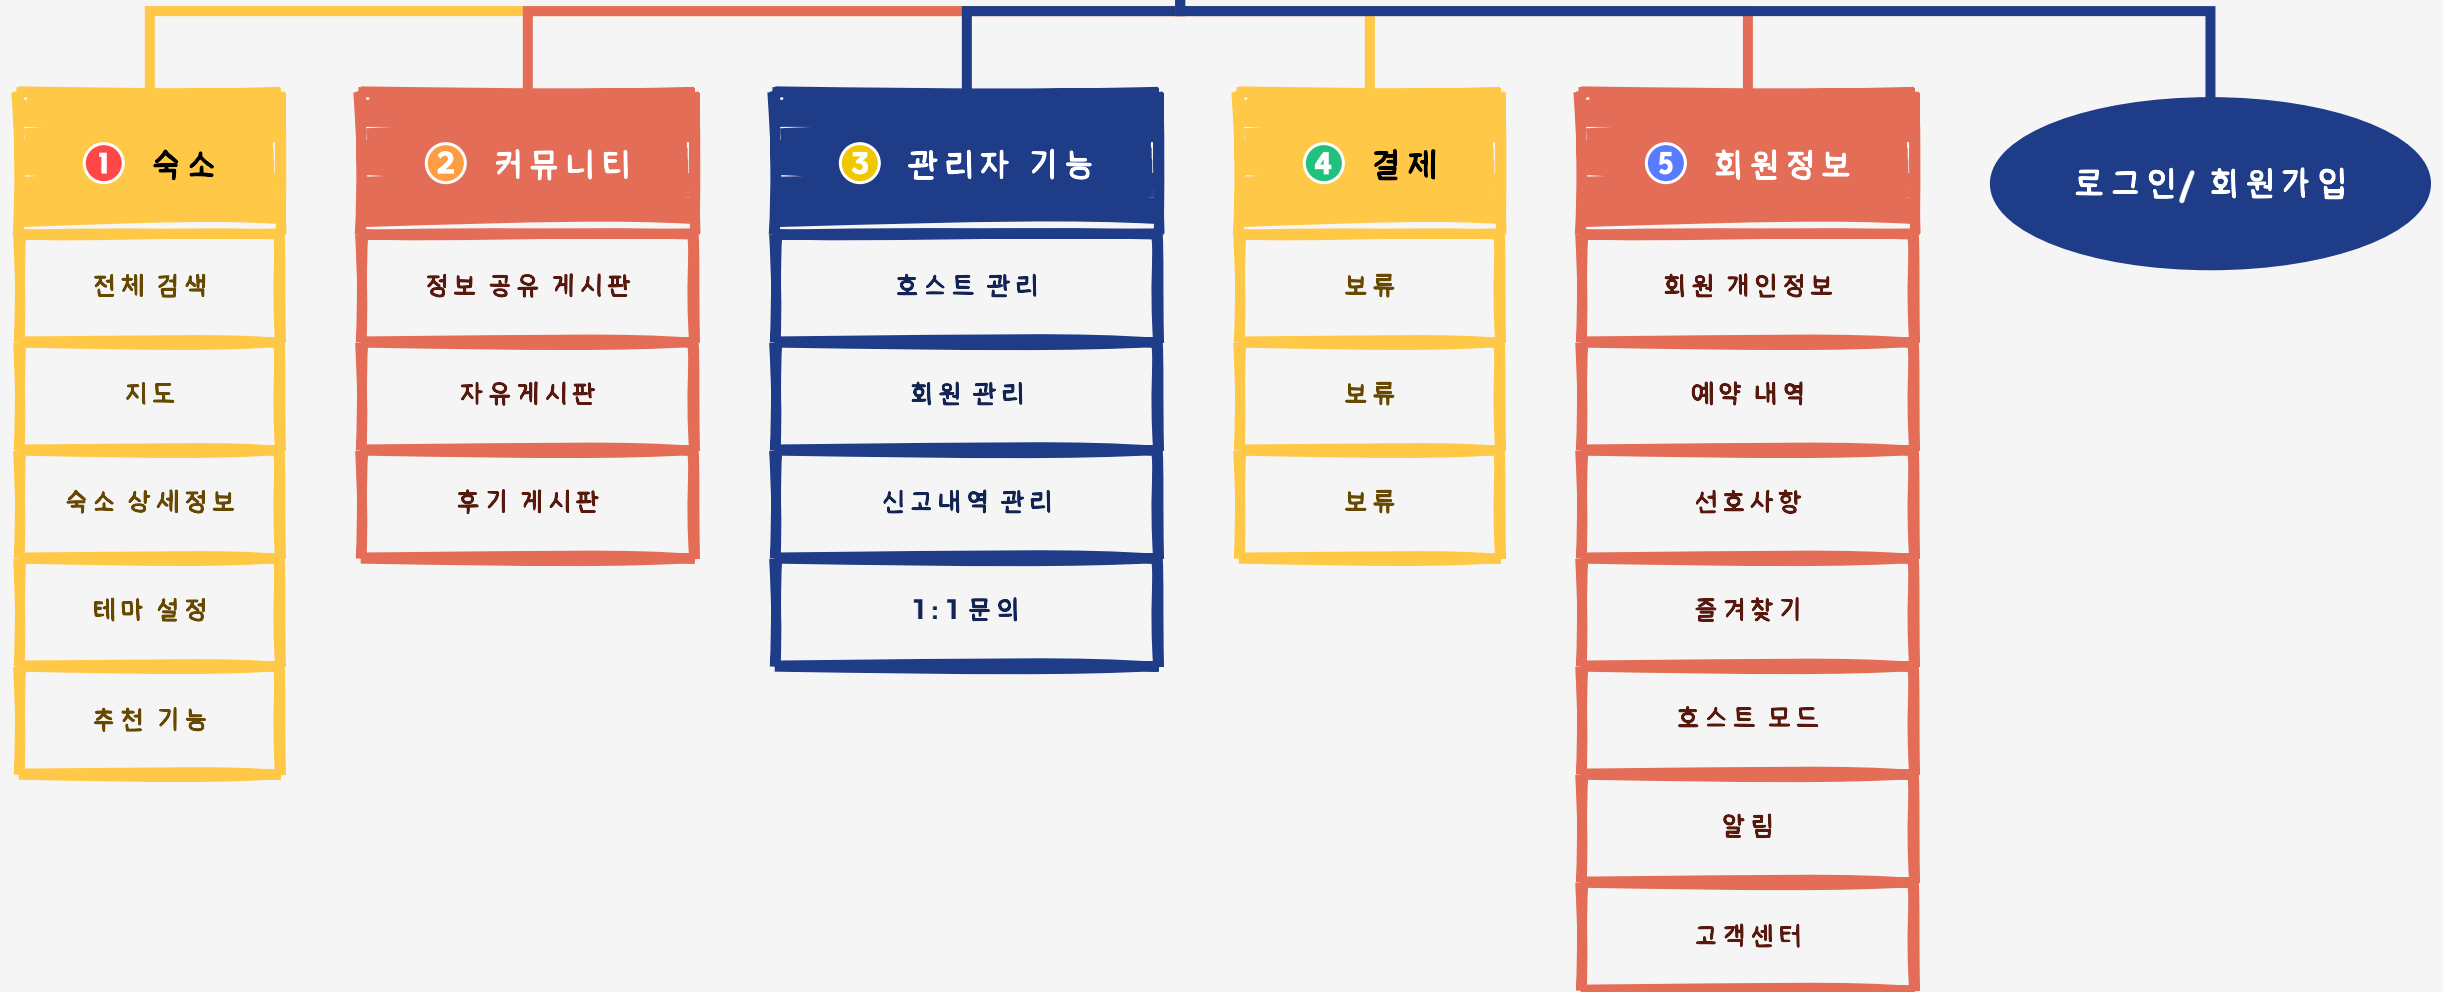 1 숙소
전체 검색
지도
숙소 상세정보
테마 설정
추천 기능
2 커뮤니티
정보 공유 게시판
자유게시판
후기 게시판
3 관리자 기능
호스트 관리
회원 관리
신고내역 관리
1:1문의
4 결제
보류
보류
보류
5 회원정보
회원 개인정보
예약 내역
선호사항
즐겨찾기
호스트 모드
알림
고객센터
로그인/ 회원가입